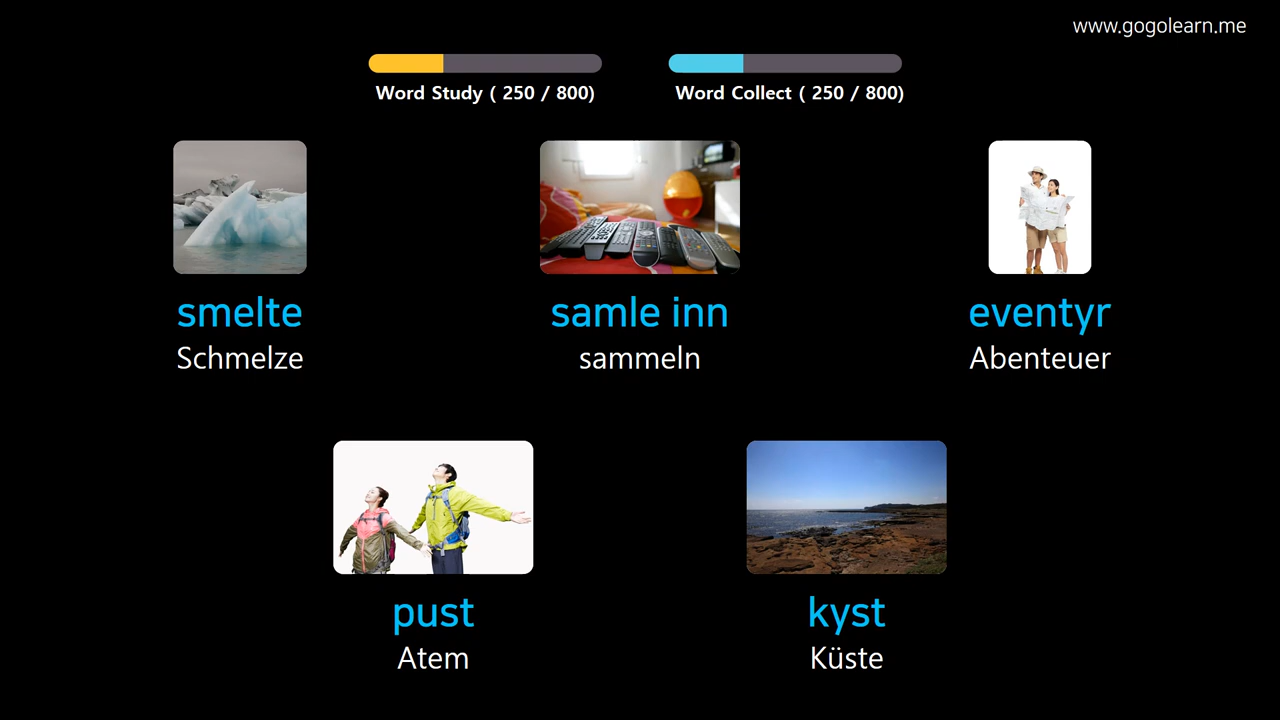 www.gogolearn.me
Word Study ( 250 / 800)
Word Collect ( 250 / 800)
smelte
Schmelze
samle inn
sammeln
eventyr
Abenteuer
pust
Atem
kyst
Küste